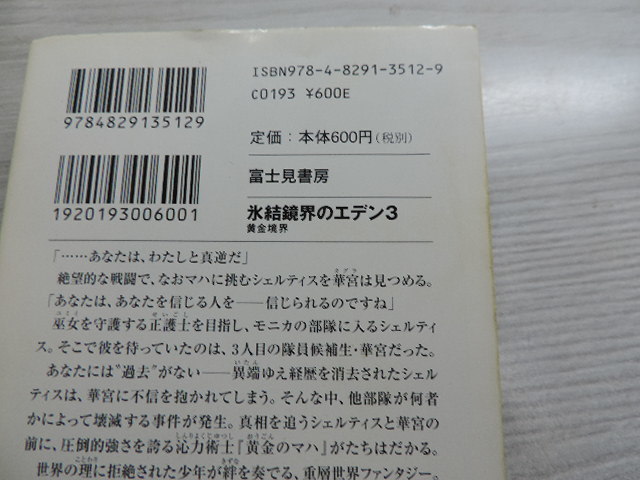 ISBN978-4-8291-3512-9
C0193 ¥600E
9784829135129
定価：本体600円（税別）
富士見書房
1920193006001
氷結鏡界のエデン3
黄金境界
「……あなたは、わたしと真逆だ」
絶望的な戦闘で、なおマハに挑むシェルティスを華宮は見つめる。
「あなたは、あなたを信じる人を――信じられるのですね」
巫女を守護する正護士を目指し、モニカの部隊に入るシェルティ
ス。そこで彼を待っていたのは、3人目の隊員候補生・華宮だった。
あなたには"過去"がない――異端ゆえ経歴を消去されたシェル
ティスは、華宮に不信を抱かれてしまう。そんな中、他部隊が何者
かによって壊滅する事件が発生。真相を追うシェルティスと華宮の
前に、圧倒的強さを誇る沁力術士『黄金のマハ』がたちはだかる。
世界の理に拒絶された少年が絆を奏でる、重層世界ファンタジー。